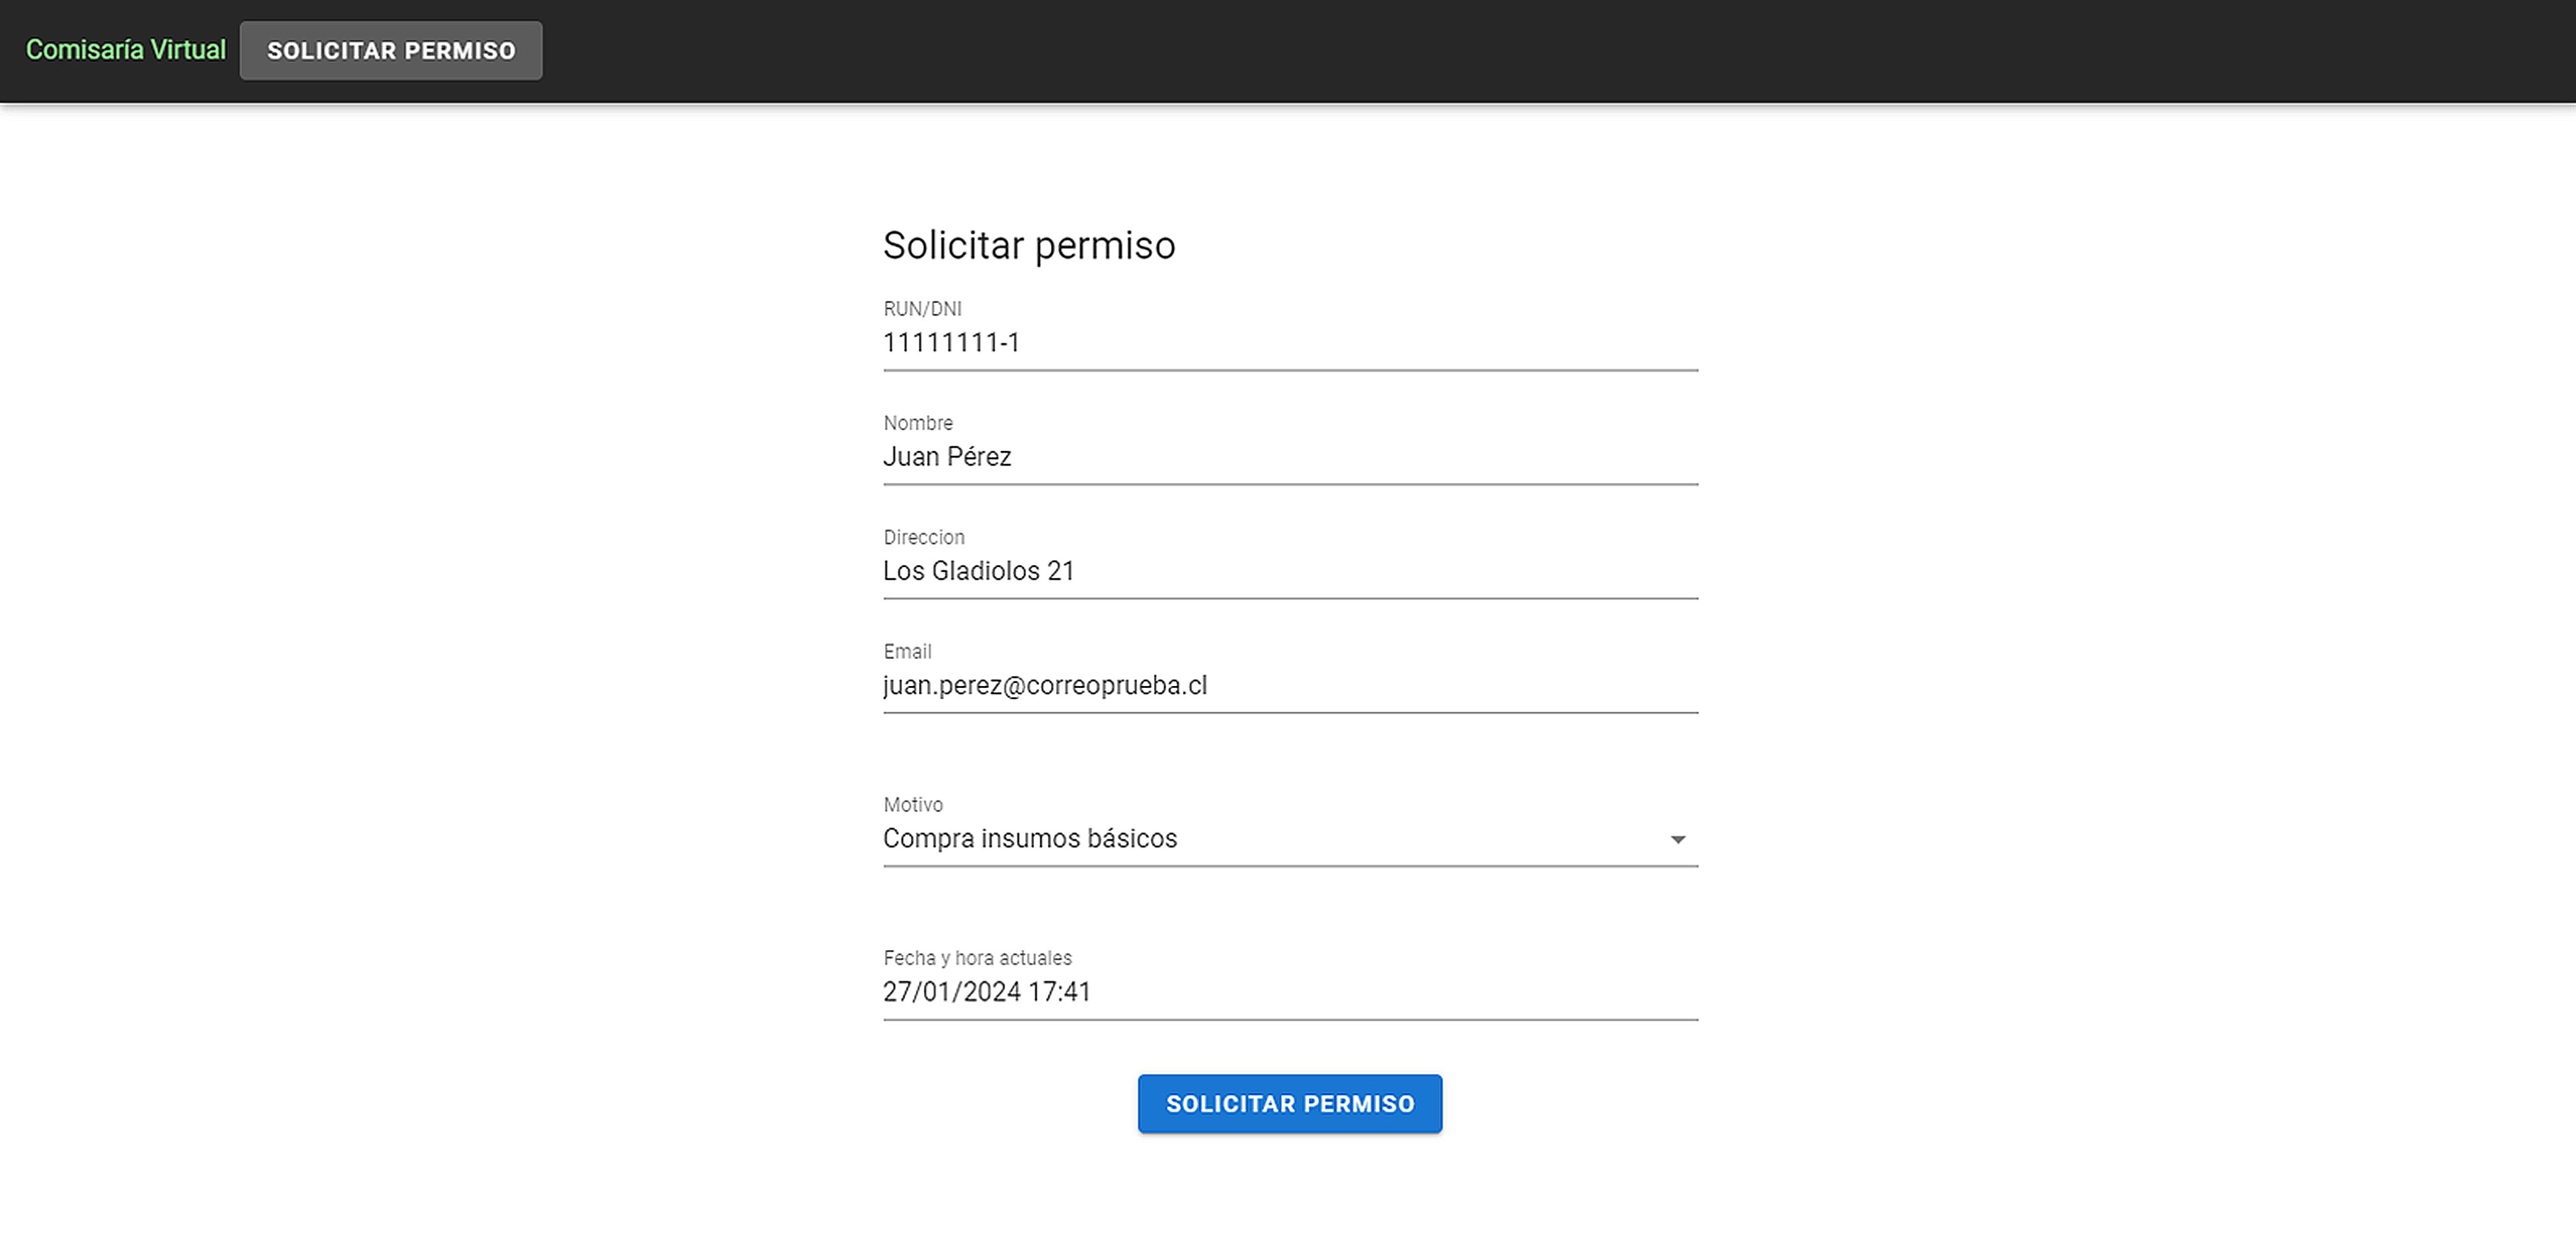 Comisaría Virtual SOLICITAR PERMISO
Solicitar permiso
RUN/DNI
11111111-1
Nombre
Juan Pérez
Direccion
Los Gladiolos 21
Email
juan.perez@correoprueba.cl
Motivo
Compra insumos básicos
Fecha y hora actuales
27/01/2024 17:41
SOLICITAR PERMISO